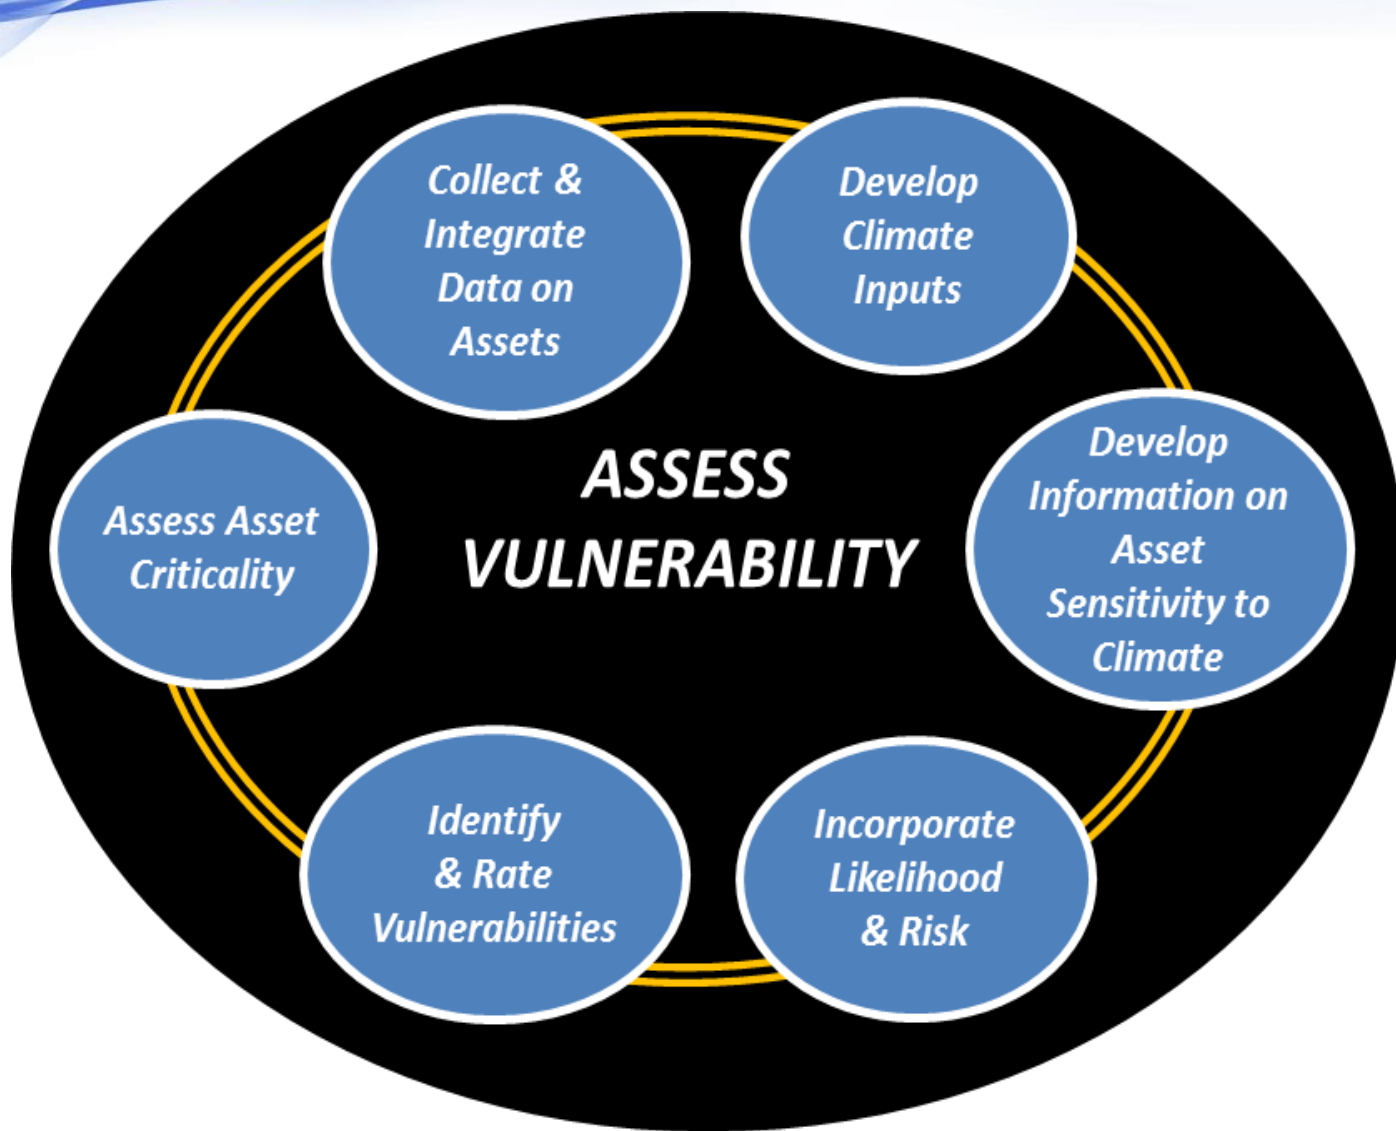 Collect &
Integrate
Data on
Assets
Develop
Climate
Inputs
Assess Asset
Criticality
ASSESS
VULNERABILITY
Develop
Information on
Asset
Sensitivity to
Climate
Identify
& Rate
Vulnerabilities
Incorporate
Likelihood
& Risk